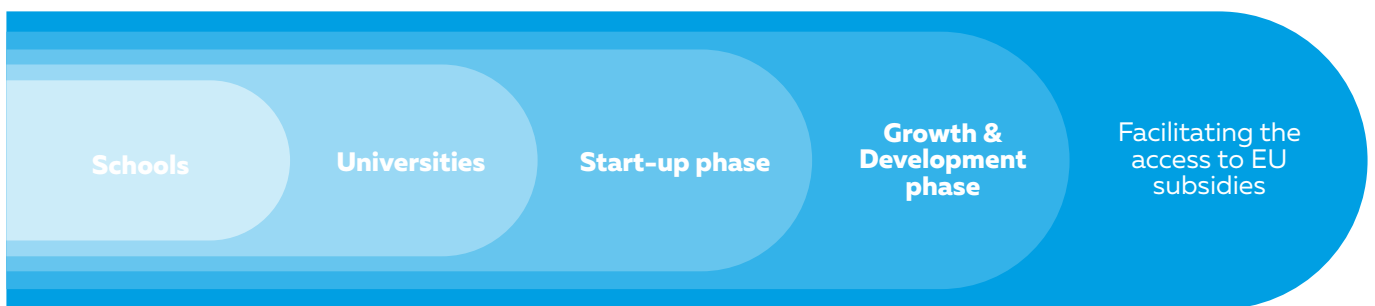 Schools
Universities
Start-up phase
Growth &
Development
phase
Facilitating the
access to EU
subsidies